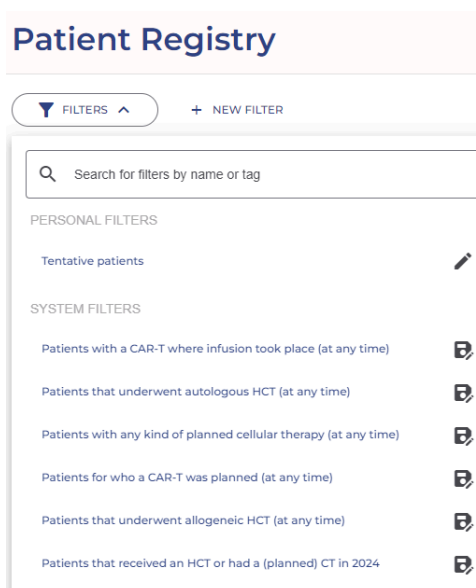 Patient Registry
FILTERS
+ NEW FILTER
Search for filters by name or tag
PERSONAL FILTERS
Tentative patients
SYSTEM FILTERS
Patients with a CAR-T where infusion took place (at any time)
Patients that underwent autologous HCT (at any time)
Patients with any kind of planned cellular therapy (at any time)
Patients for who a CAR-T was planned (at any time)
Patients that underwent allogeneic HCT (at any time)
Patients that received an HCT or had a (planned) CT in 2024